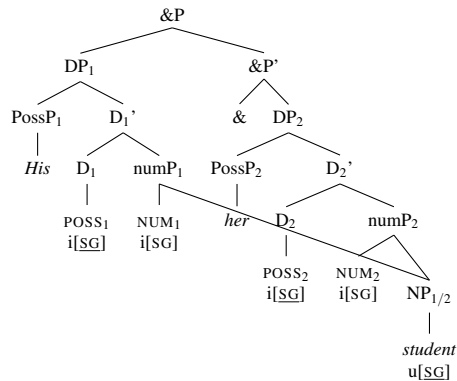 &P
DP₁ &P'
PossP₁ D₁' & DP₂
His D₁ numP₁ PossP₂ D₂'
POSS₁ NUM₁ her D₂ numP₂
i[SG] i[SG]
POSS₂ NUM₂ NP₁/₂
i[SG] i[SG]
student
u[SG]